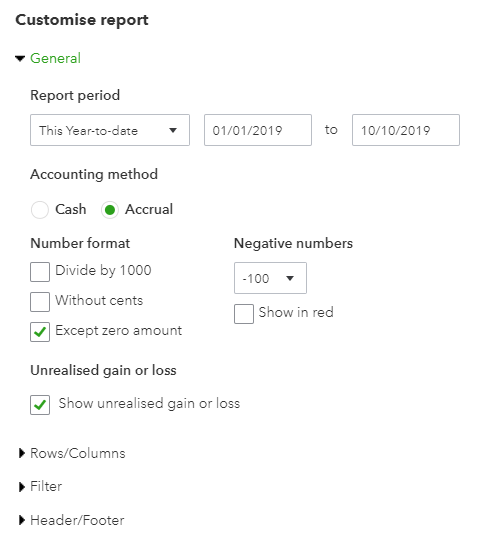 Customise report
General
Report period
This Year-to-date 01/01/2019 to 10/10/2019
Accounting method
Cash Accrual
Number format Negative numbers
Divide by 1000 -100
Without cents Show in red
Except zero amount
Unrealised gain or loss
Show unrealised gain or loss
Rows/Columns
Filter
Header/Footer